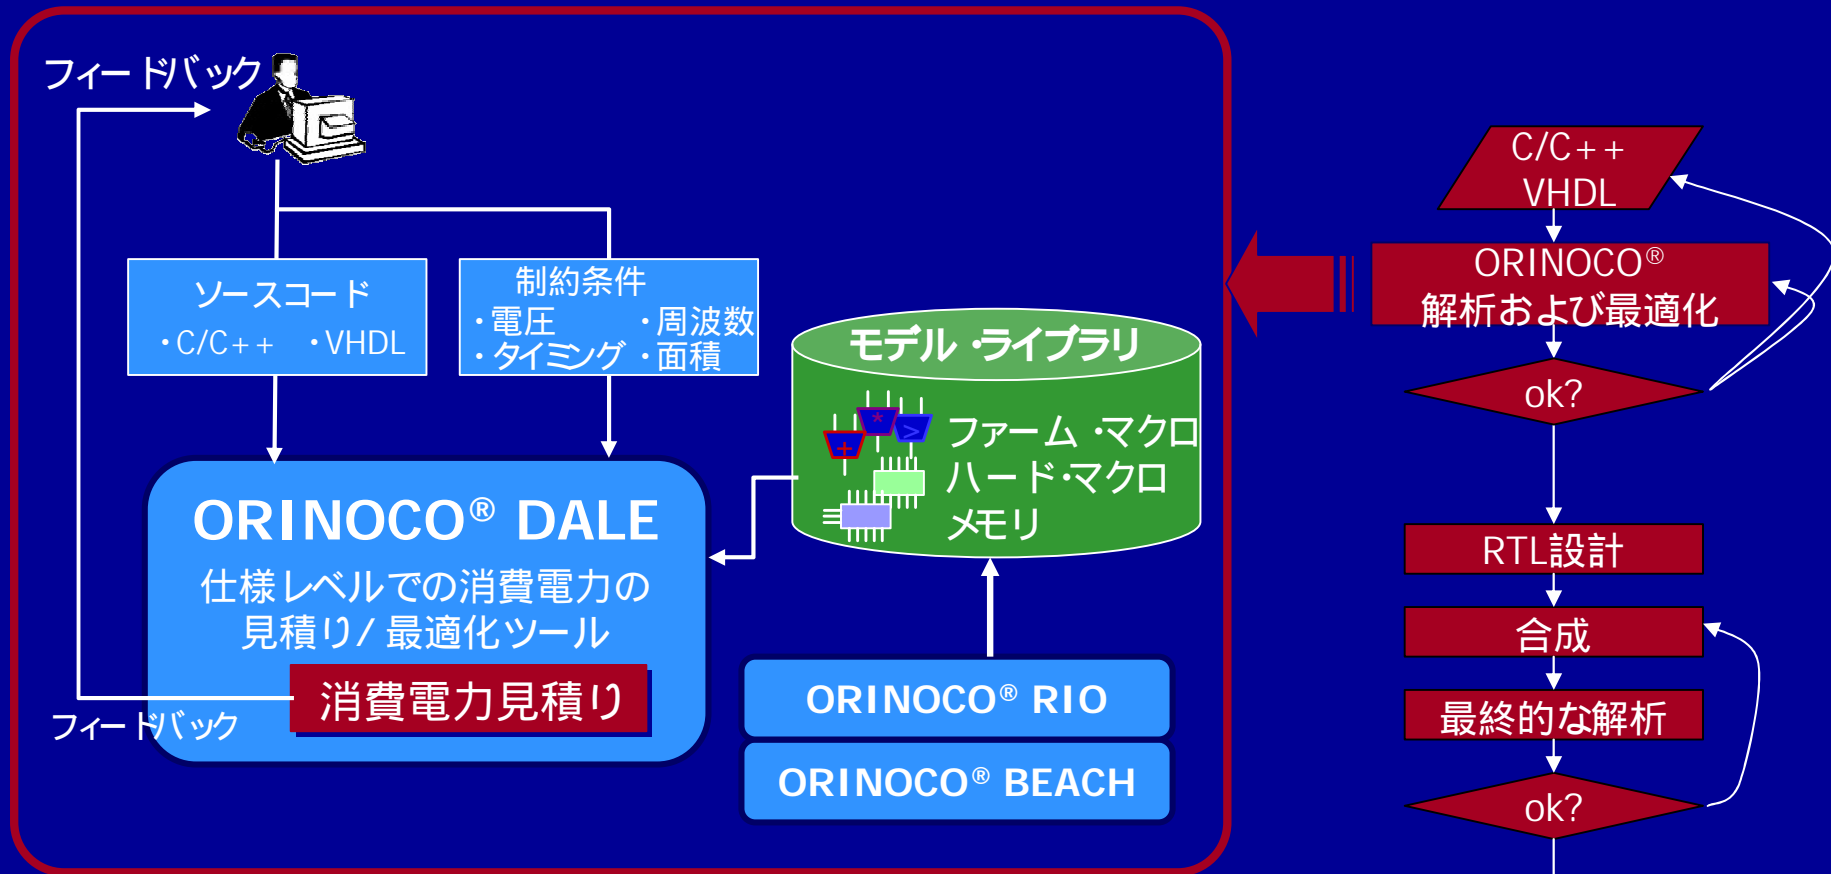 フィードバック
ソースコード
・C/C++ ・VHDL
制約条件
・電圧 ・周波数
・タイミング ・面積
モデル・ライブラリ
+ * >
ファーム・マクロ
ハード・マクロ
メモリ
ORINOCO® DALE
仕様レベルでの消費電力の
見積り/最適化ツール
消費電力見積り
フィードバック
ORINOCO® RIO
ORINOCO® BEACH
C/C++
VHDL
ORINOCO®
解析および最適化
ok?
RTL設計
合成
最終的な解析
ok?